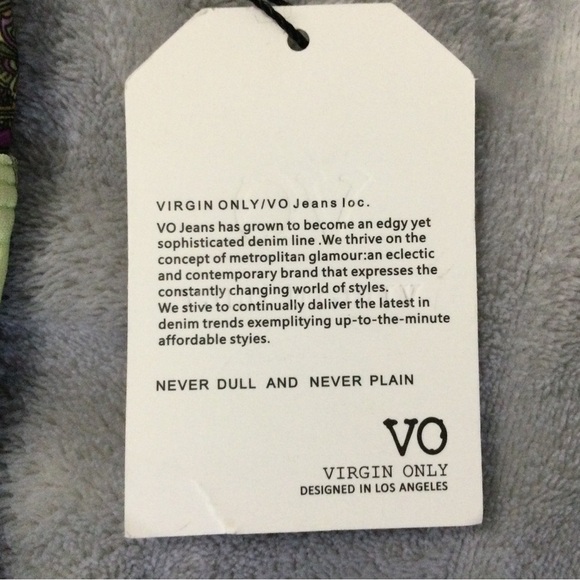 VIRGIN ONLY/VO Jeans loc.
VO Jeans has grown to become an edgy yet
sophisticated denim line .We thrive on the
concept of metroplitan glamour:an eclectic
and contemporary brand that expresses the
constantly changing world of styles.
We stive to continually daliver the latest in
denim trends exemplitying up-to-the-minute
affordable styies.
NEVER DULL AND NEVER PLAIN
VO
VIRGIN ONLY
DESIGNED IN LOS ANGELES